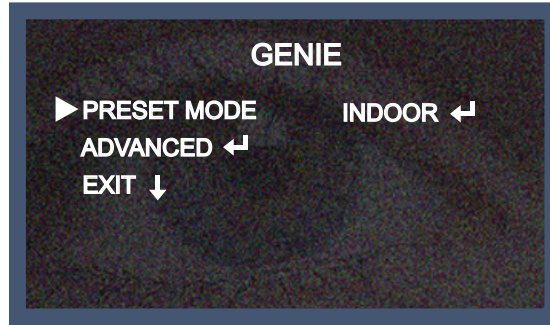 GENIE
PRESET MODE INDOOR ↵
ADVANCED ↵
EXIT ↓